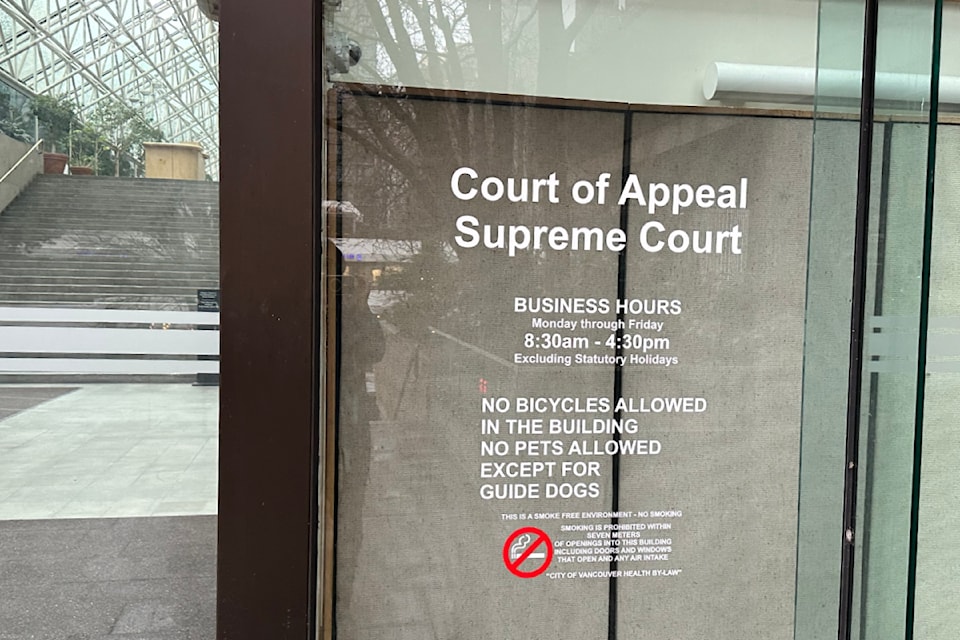 Court of Appeal
Supreme Court
BUSINESS HOURS
Monday through Friday
8:30am - 4:30pm
Excluding Statutory Holidays
NO BICYCLES ALLOWED
IN THE BUILDING
NO PETS ALLOWED
EXCEPT FOR
GUIDE DOGS
THIS IS A SMOKE FREE ENVIRONMENT - NO SMOKING
SMOKING IS PROHIBITED WITHIN
SEVEN METERS
OF OPENINGS INTO THIS BUILDING
INCLUDING DOORS AND WINDOWS
THAT OPEN AND ANY AIR INTAKE
"CITY OF VANCOUVER HEALTH BY-LAW"